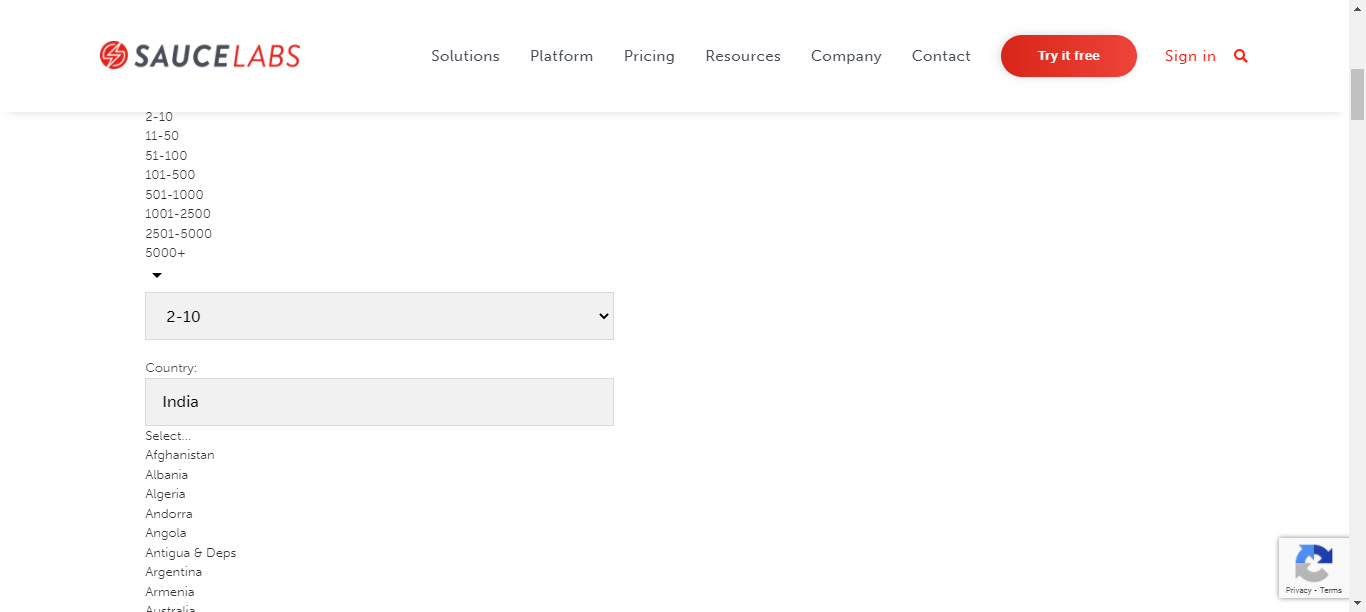 SAUCELABS
Solutions Platform Pricing Resources Company Contact Try it free Sign in
2-10
11-50
51-100
101-500
501-1000
1001-2500
2501-5000
5000+
2-10
Country:
India
Select...
Afghanistan
Albania
Algeria
Andorra
Angola
Antigua & Deps
Argentina
Armenia
Australia
Privacy - Terms